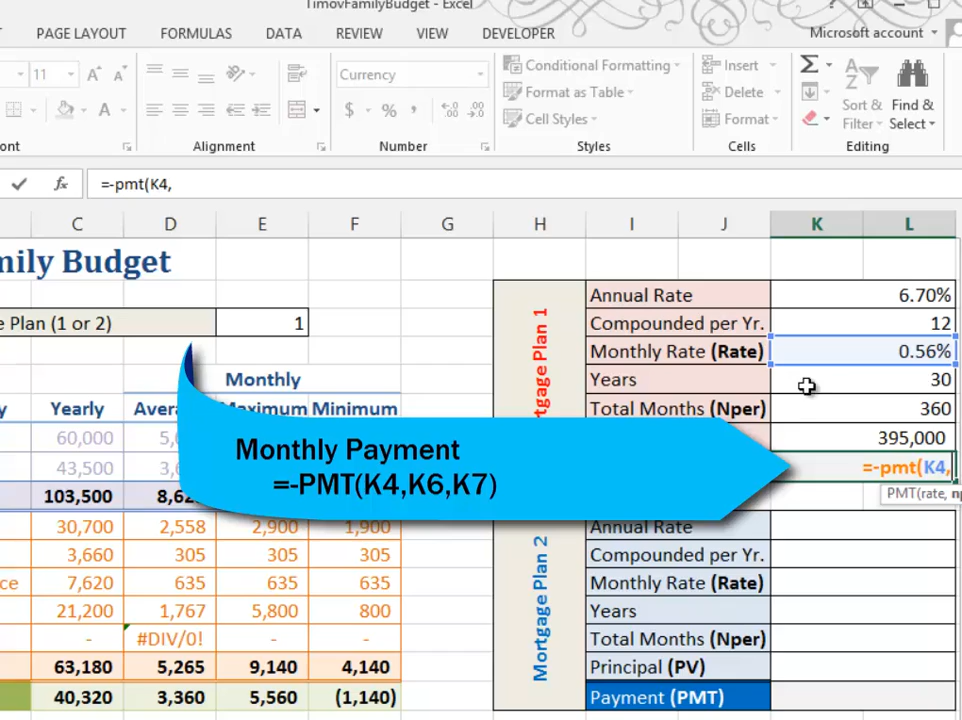 TimovFamilyBudget - Excel
PAGE LAYOUT FORMULAS DATA REVIEW VIEW DEVELOPER Microsoft account
11 A A Currency Conditional Formatting Insert
Format as Table Delete
$ % Cell Styles Format Sort & Filter Find & Select
ont Alignment Number Styles Cells Editing
fx =-pmt(K4,
C D E F G H I J K L
mily Budget
Annual Rate 6.70%
e Plan (1 or 2) 1 Compounded per Yr. 12
Monthly Rate (Rate) 0.56%
Monthly Years 30
y Yearly Maximum Minimum Total Months (Nper) 360
60,000 395,000
43,500 =-pmt(K4,
103,500 PMT(rate,
Monthly Payment
=-PMT(K4,K6,K7)
Mortgage Plan 2
30,700 2,558 2,900 1,900 Annual Rate
3,660 305 305 305 Compounded per Yr.
ce 7,620 635 635 635 Monthly Rate (Rate)
21,200 1,767 5,800 800 Years
- #DIV/0! - - Total Months (Nper)
63,180 5,265 9,140 4,140 Principal (PV)
40,320 3,360 5,560 (1,140) Payment (PMT)